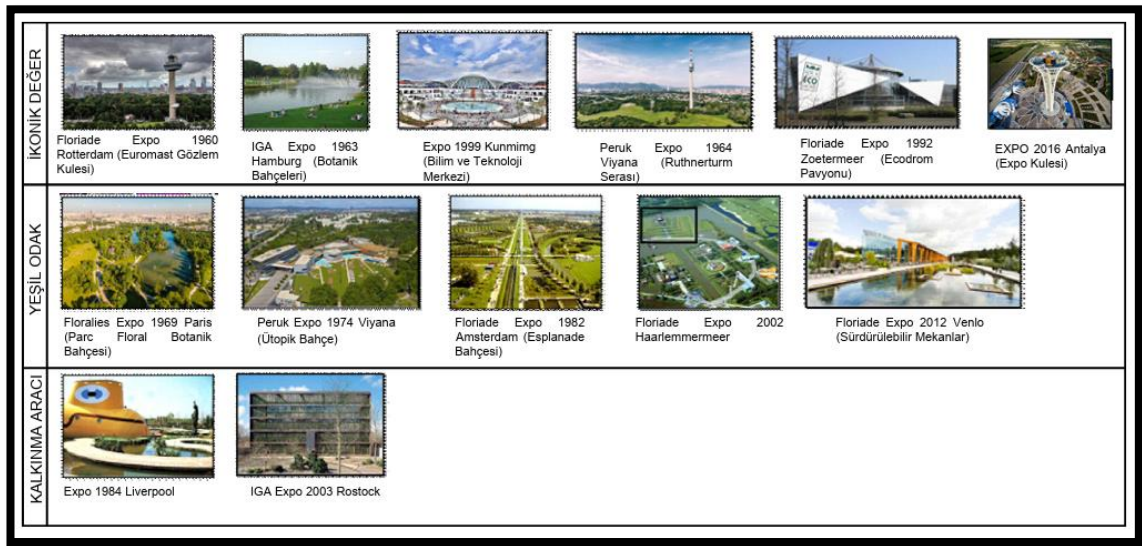 İKONİK DEĞER
Floriade Expo 1960
Rotterdam (Euromast Gözlem
Kulesi)
IGA Expo 1963
Hamburg (Botanik
Bahçeleri)
Expo 1999 Kunmimg
(Bilim ve Teknoloji
Merkezi)
Peruk Expo 1964
Viyana (Ruthnerturm
Serası)
ECO
Floriade Expo 1992
Zoetermeer (Ecodrom
Pavyonu)
EXPO 2016 Antalya
(Expo Kulesi)
YEŞİL ODAK
Floralies Expo 1969 Paris
(Parc Floral Botanik
Bahçesi)
Peruk Expo 1974 Viyana
(Ütopik Bahçe)
Floriade Expo 1982
Amsterdam (Esplanade
Bahçesi)
Floriade Expo 2002
Haarlemmermeer
Floriade Expo 2012 Venlo
(Sürdürülebilir Mekanlar)
KALKINMA ARACI
Expo 1984 Liverpool
IGA Expo 2003 Rostock